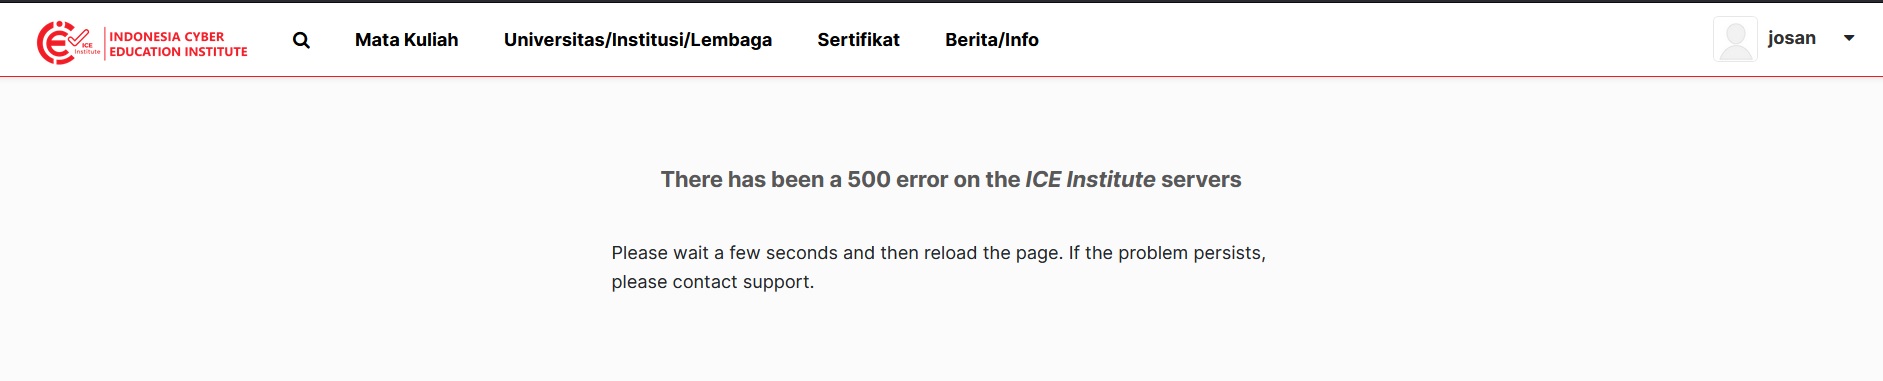 ICE
Institute
INDONESIA CYBER
EDUCATION INSTITUTE
Mata Kuliah
Universitas/Institusi/Lembaga
Sertifikat
Berita/Info
josan
There has been a 500 error on the ICE Institute servers
Please wait a few seconds and then reload the page. If the problem persists,
please contact support.